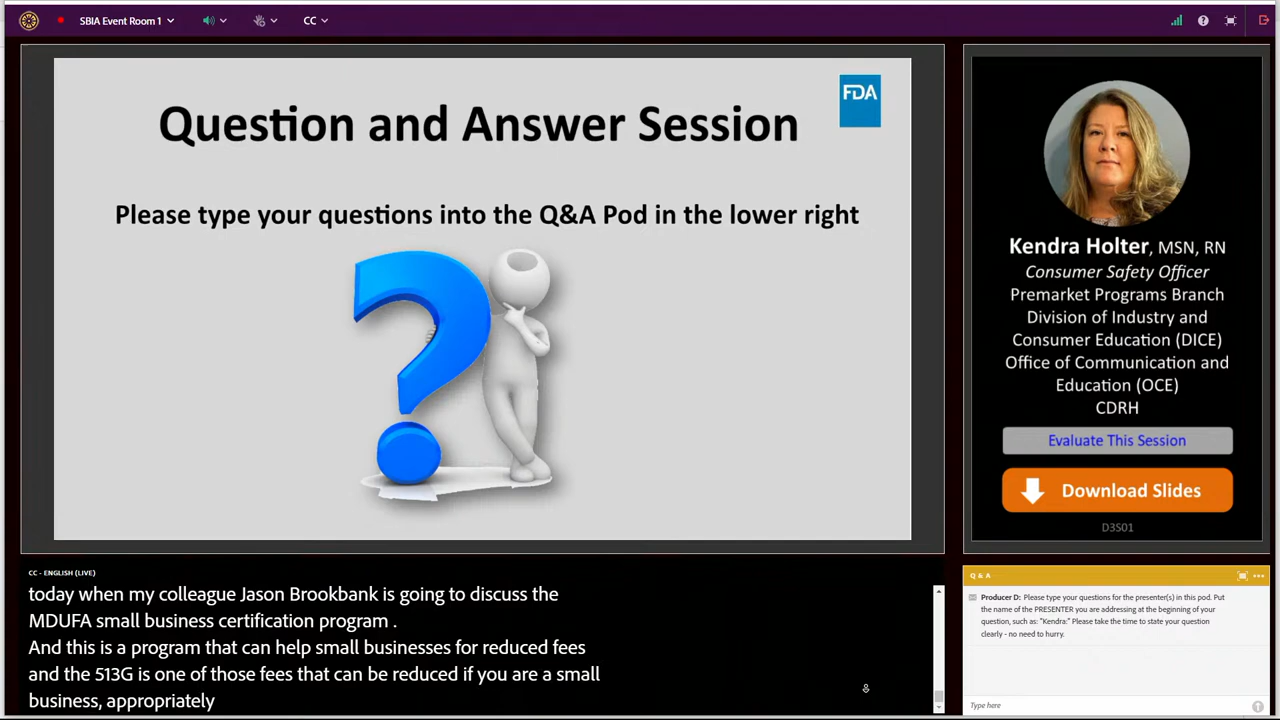 SBIA Event Room 1
CC
Question and Answer Session
FDA
Please type your questions into the Q&A Pod in the lower right
Kendra Holter, MSN, RN
Consumer Safety Officer
Premarket Programs Branch
Division of Industry and
Consumer Education (DICE)
Office of Communication and
Education (OCE)
CDRH
Evaluate This Session
Download Slides
D3S01
CC - ENGLISH (LIVE)
today when my colleague Jason Brookbank is going to discuss the
MDUFA small business certification program .
And this is a program that can help small businesses for reduced fees
and the 513G is one of those fees that can be reduced if you are a small
business, appropriately
Q & A
Producer D: Please type your questions for the presenter(s) in this pod. Put
the name of the PRESENTER you are addressing at the beginning of your
question, such as: "Kendra:" Please take the time to state your question
clearly - no need to hurry.
Type here